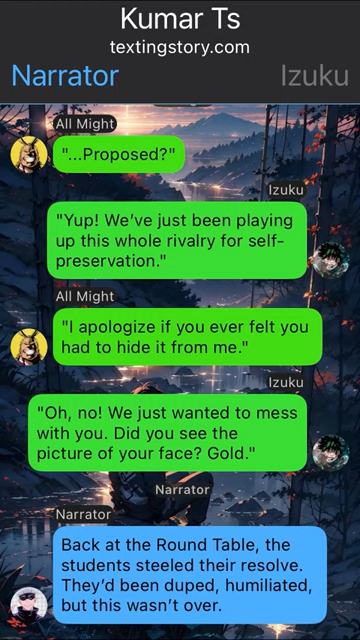 Kumar Ts
textingstory.com
Narrator
Izuku
All Might
"...Proposed?"
Izuku
"Yup! We've just been playing
up this whole rivalry for self-
preservation."
All Might
"I apologize if you ever felt you
had to hide it from me."
Izuku
"Oh, no! We just wanted to mess
with you. Did you see the
picture of your face? Gold."
Narrator
Narrator
Back at the Round Table, the
students steeled their resolve.
They'd been duped, humiliated,
but this wasn't over.